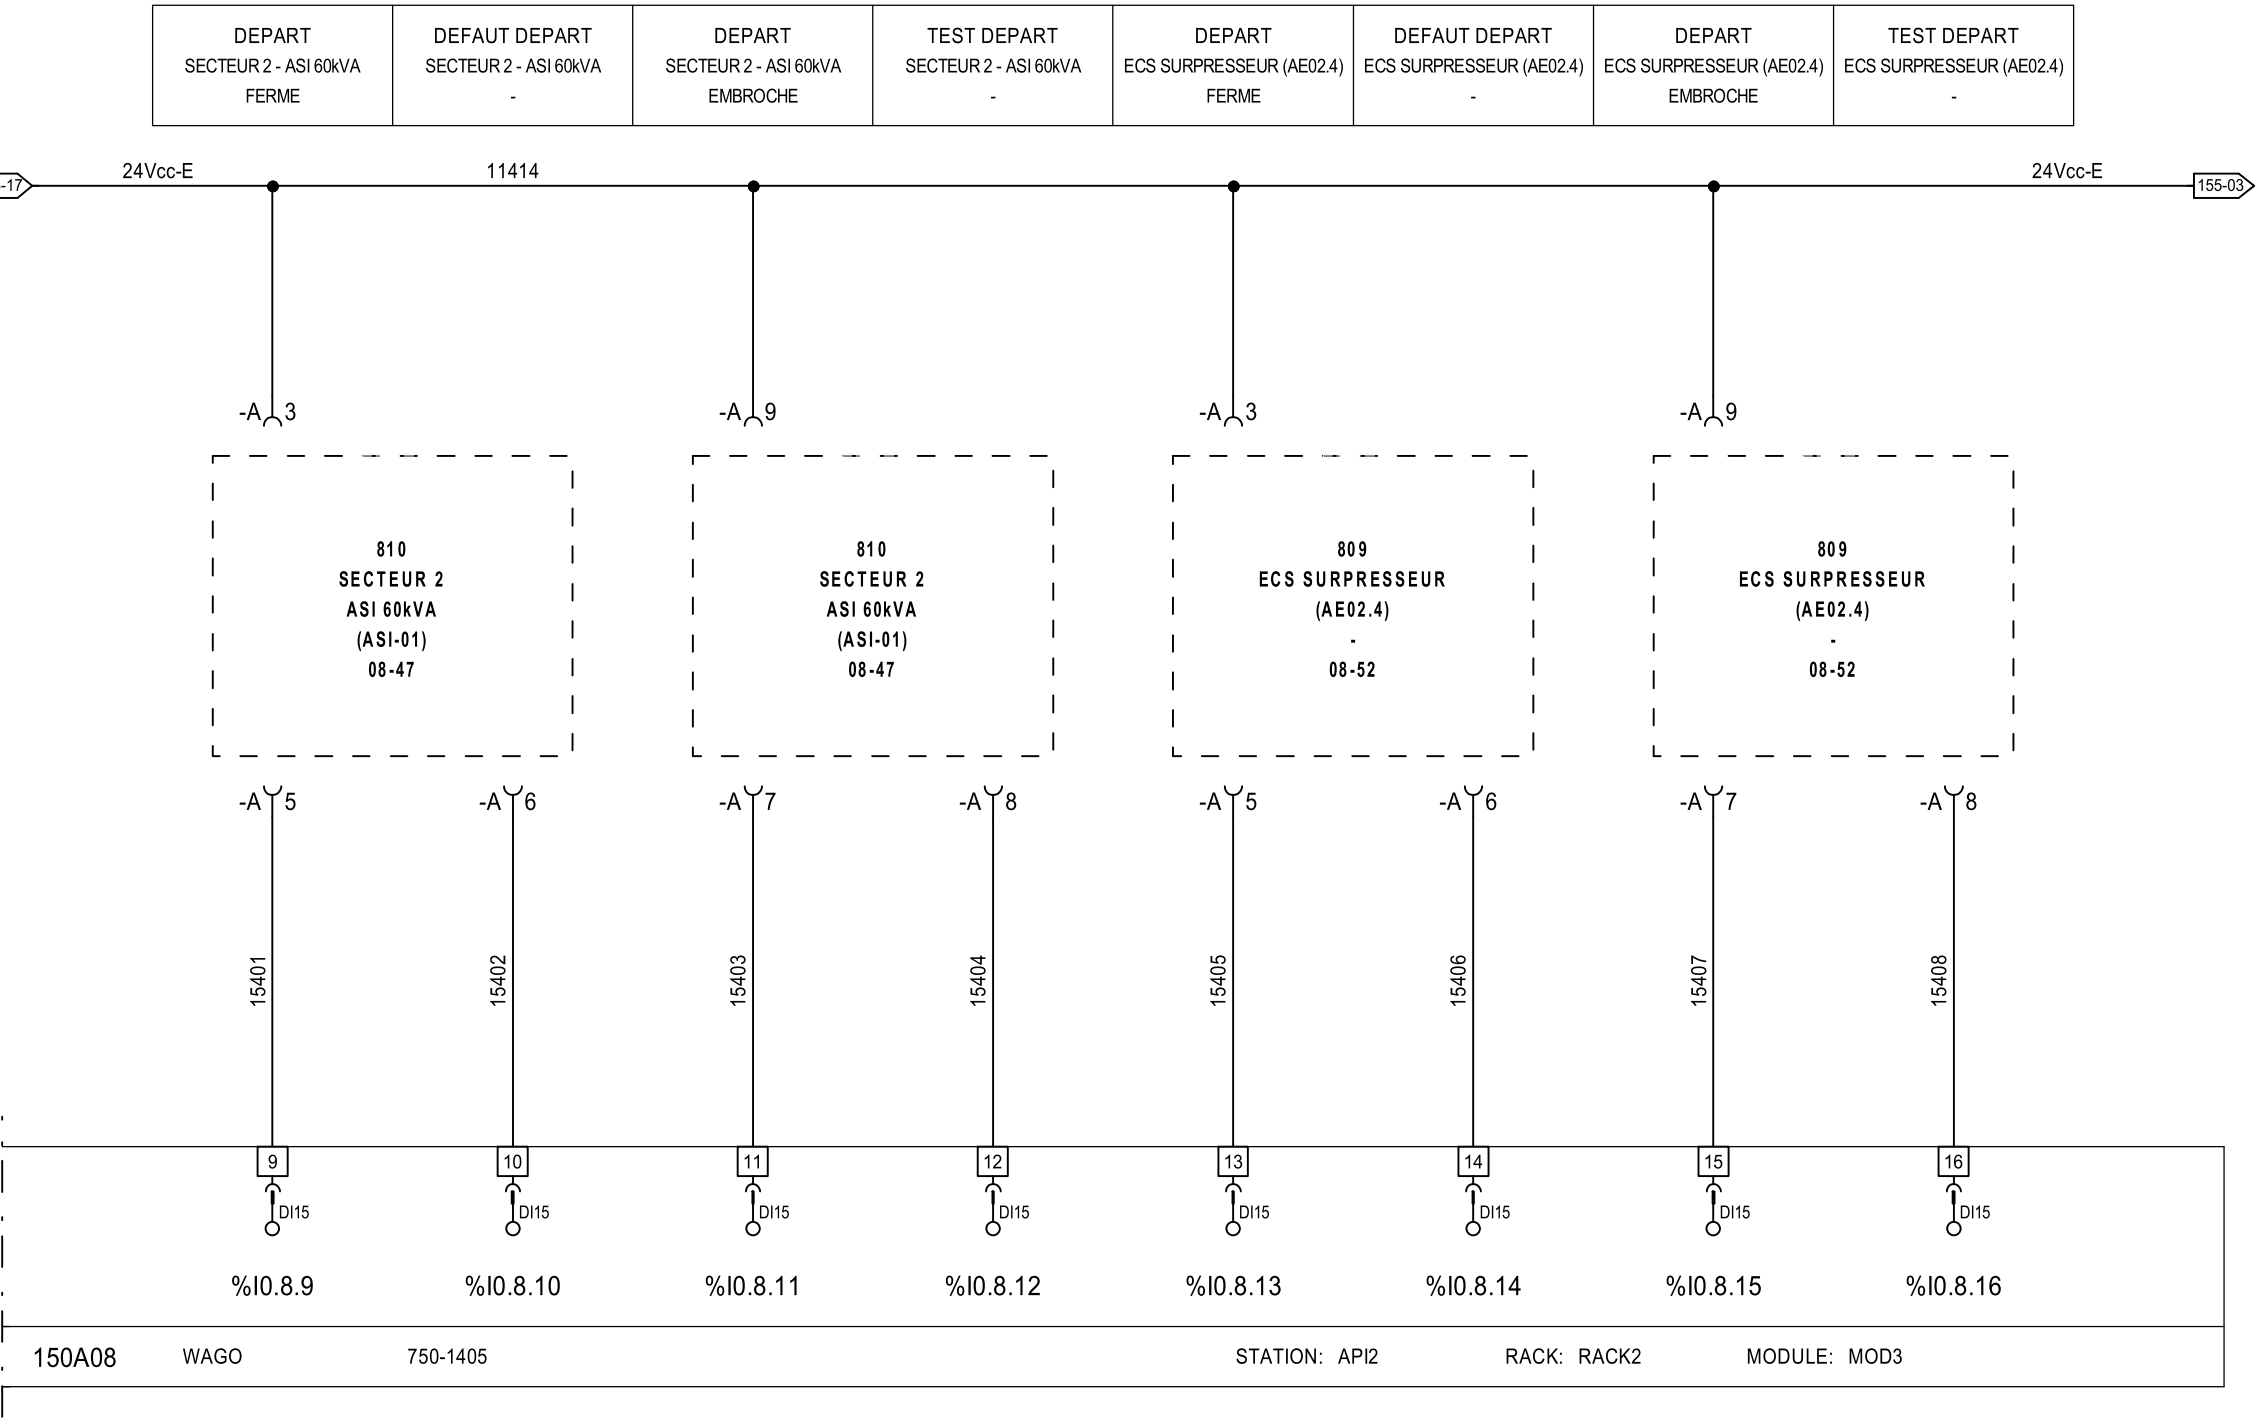 DEPART
SECTEUR 2 - ASI 60kVA
FERME
DEFAUT DEPART
SECTEUR 2 - ASI 60kVA
-
DEPART
SECTEUR 2 - ASI 60kVA
EMBROCHE
TEST DEPART
SECTEUR 2 - ASI 60kVA
-
DEPART
ECS SURPRESSEUR (AE02.4)
FERME
DEFAUT DEPART
ECS SURPRESSEUR (AE02.4)
-
DEPART
ECS SURPRESSEUR (AE02.4)
EMBROCHE
TEST DEPART
ECS SURPRESSEUR (AE02.4)
-
-17 24Vcc-E 11414 24Vcc-E 155-03
-A 3 -A 9 -A 3 -A 9
810
SECTEUR 2
ASI 60kVA
(ASI-01)
08-47
810
SECTEUR 2
ASI 60kVA
(ASI-01)
08-47
809
ECS SURPRESSEUR
(AE02.4)
-
08-52
809
ECS SURPRESSEUR
(AE02.4)
-
08-52
-A 5 -A 6 -A 7 -A 8 -A 5 -A 6 -A 7 -A 8
15401 15402 15403 15404 15405 15406 15407 15408
9 10 11 12 13 14 15 16
DI15 DI15 DI15 DI15 DI15 DI15 DI15 DI15
%I0.8.9 %I0.8.10 %I0.8.11 %I0.8.12 %I0.8.13 %I0.8.14 %I0.8.15 %I0.8.16
150A08 WAGO 750-1405 STATION: API2 RACK: RACK2 MODULE: MOD3